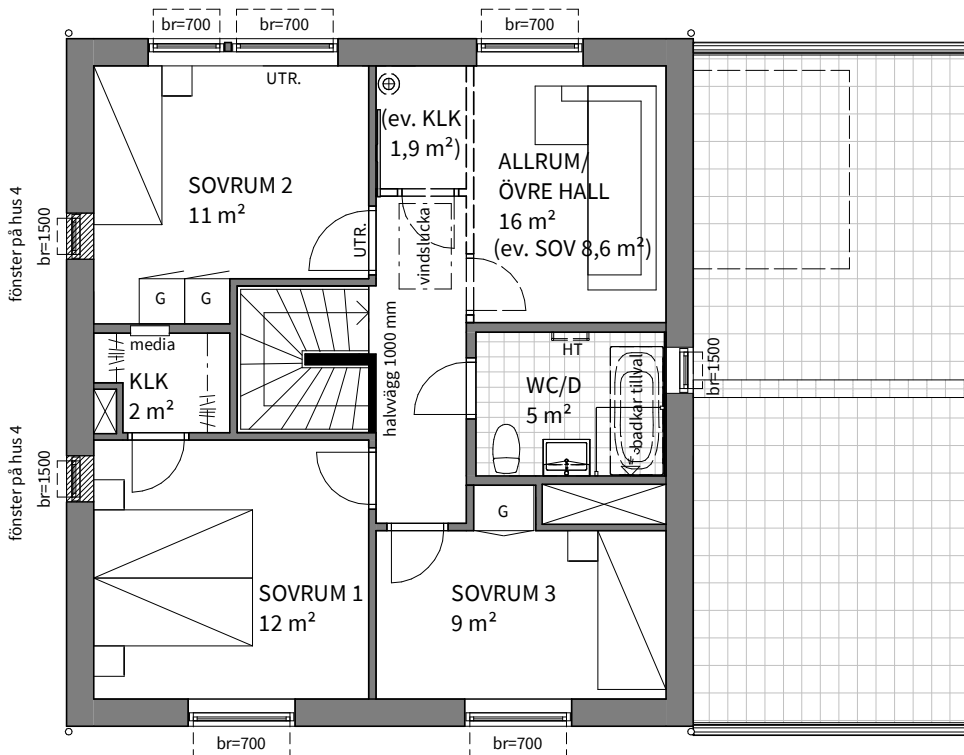 br=700
br=700
br=700
UTR.
(ev. KLK
1,9 m²)
ALLRUM/
ÖVRE HALL
16 m²
(ev. SOV 8,6 m²)
SOVRUM 2
11 m²
fönster på hus 4
br=1500
UTR.
vindslucka
G
G
media
KLK
2 m²
halvvägg 1000 mm
HT
WC/D
5 m²
badkar tillval
br=1500
fönster på hus 4
br=1500
G
SOVRUM 1
12 m²
SOVRUM 3
9 m²
br=700
br=700